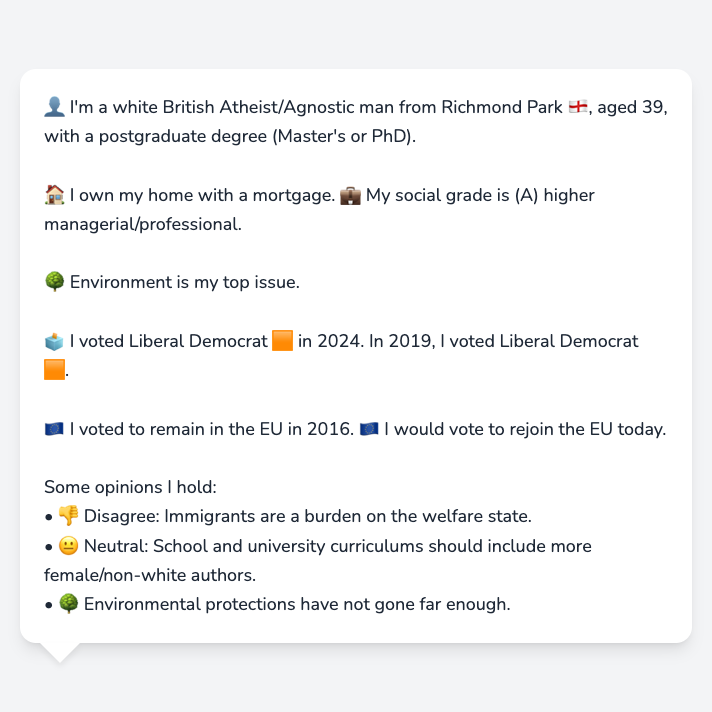 👤 I'm a white British Atheist/Agnostic man from Richmond Park 🏴󠁧󠁢󠁥󠁮󠁧󠁿, aged 39,
with a postgraduate degree (Master's or PhD).
🏠 I own my home with a mortgage. 💼 My social grade is (A) higher
managerial/professional.
🌳 Environment is my top issue.
🗳️ I voted Liberal Democrat 🟧 in 2024. In 2019, I voted Liberal Democrat
🟧.
🇪🇺 I voted to remain in the EU in 2016. 🇪🇺 I would vote to rejoin the EU today.
Some opinions I hold:
• 👎 Disagree: Immigrants are a burden on the welfare state.
• 😐 Neutral: School and university curriculums should include more
female/non-white authors.
• 🌳 Environmental protections have not gone far enough.